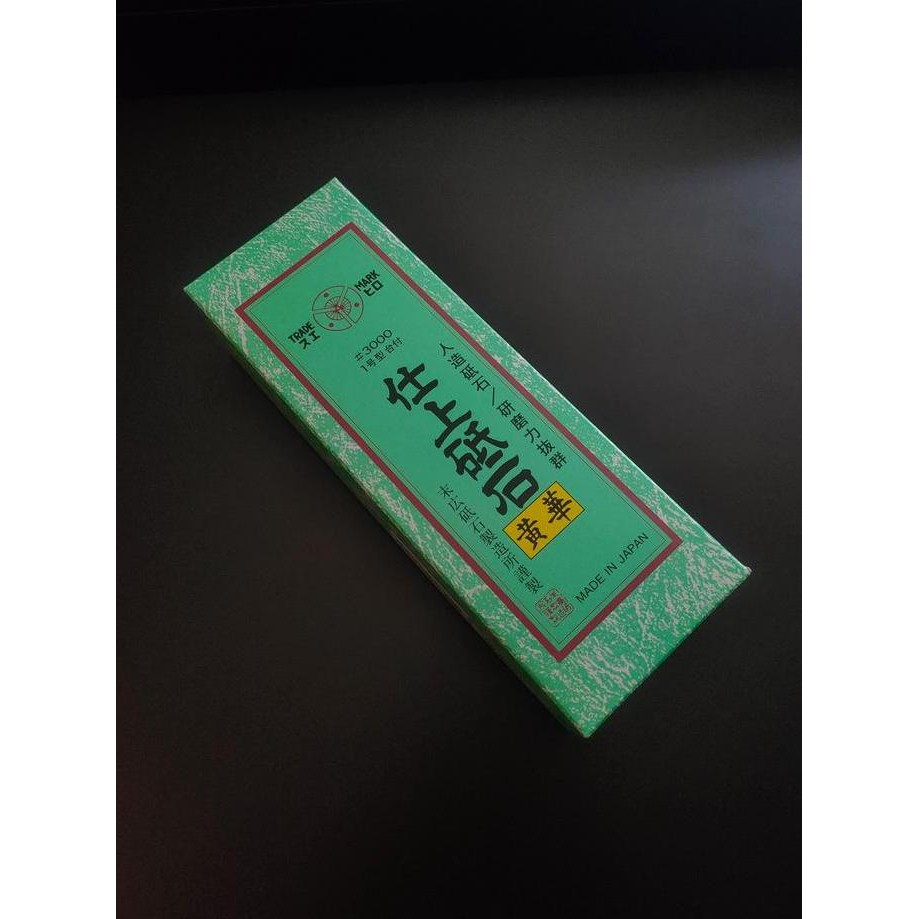 TRADE MARK
スエ ヒロ
#3000
1号型台付
人造砥石/研磨力抜群
仕上砥石
黄華
末広砥石製造所謹製
MADE IN JAPAN